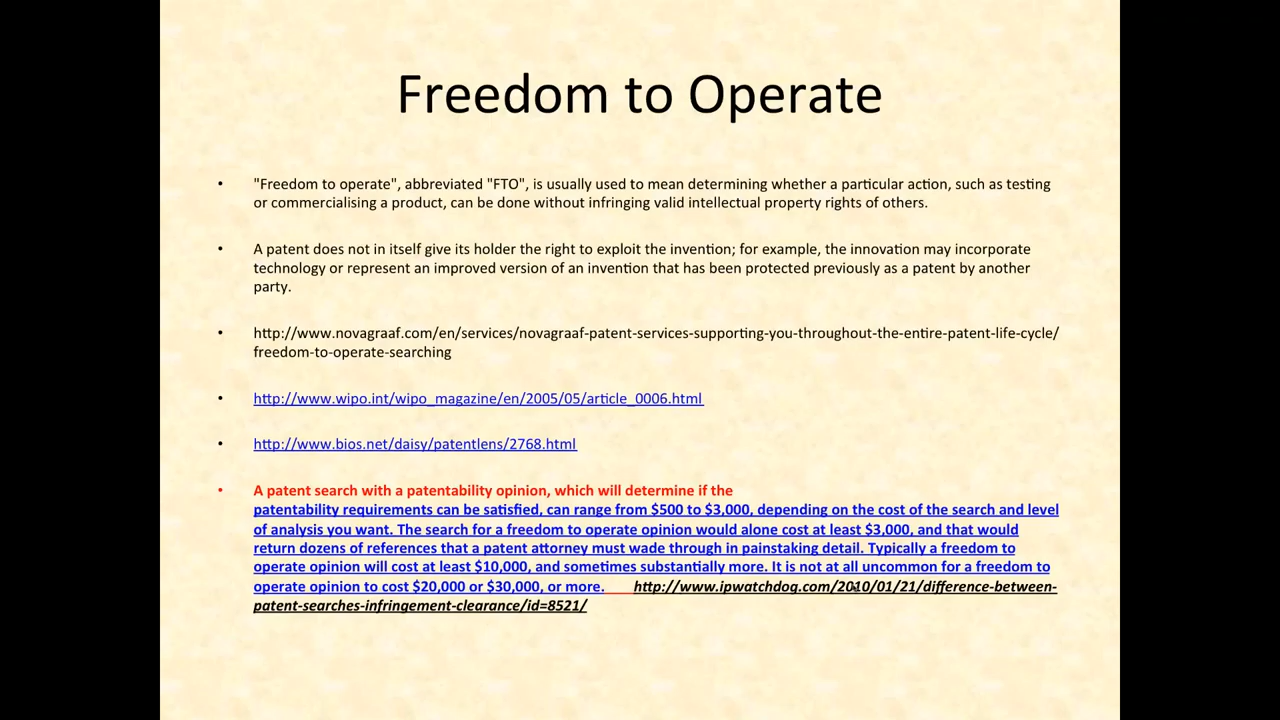 Freedom to Operate
• "Freedom to operate", abbreviated "FTO", is usually used to mean determining whether a particular action, such as testing
or commercialising a product, can be done without infringing valid intellectual property rights of others.
• A patent does not in itself give its holder the right to exploit the invention; for example, the innovation may incorporate
technology or represent an improved version of an invention that has been protected previously as a patent by another
party.
• http://www.novagraaf.com/en/services/novagraaf-patent-services-supporting-you-throughout-the-entire-patent-life-cycle/
freedom-to-operate-searching
• http://www.wipo.int/wipo_magazine/en/2005/05/article_0006.html
• http://www.bios.net/daisy/patentlens/2768.html
• A patent search with a patentability opinion, which will determine if the
patentability requirements can be satisfied, can range from $500 to $3,000, depending on the cost of the search and level
of analysis you want. The search for a freedom to operate opinion would alone cost at least $3,000, and that would
return dozens of references that a patent attorney must wade through in painstaking detail. Typically a freedom to
operate opinion will cost at least $10,000, and sometimes substantially more. It is not at all uncommon for a freedom to
operate opinion to cost $20,000 or $30,000, or more. http://www.ipwatchdog.com/2010/01/21/difference-between-
patent-searches-infringement-clearance/id=8521/